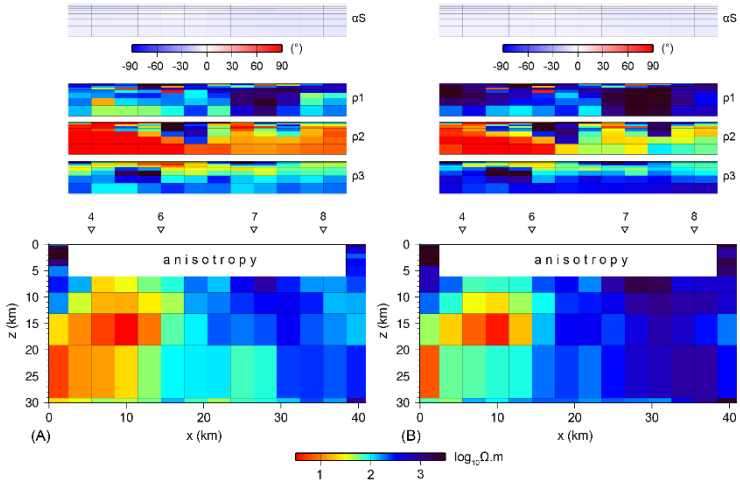 αS
αS
(°)
-90 -60 -30 0 30 60 90
(°)
-90 -60 -30 0 30 60 90
ρ1
ρ1
ρ2
ρ2
ρ3
ρ3
4 6 7 8
4 6 7 8
anisotropy
anisotropy
0
5
10
15
20
25
30
z (km)
0
5
10
15
20
25
30
z (km)
0 10 20 30 40
0 10 20 30 40
(A)
x (km)
(B)
x (km)
log₁₀Ω.m
1 2 3